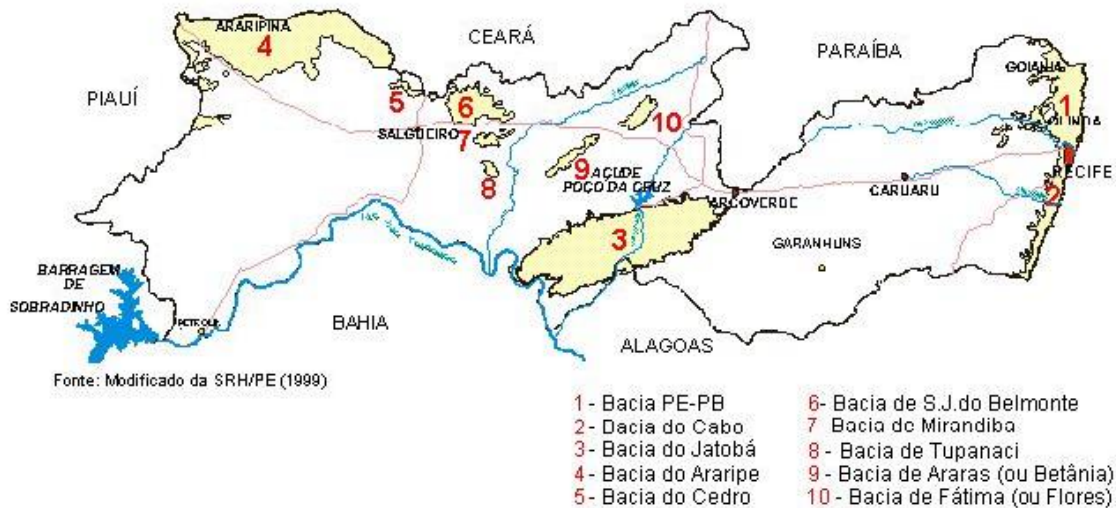 CEARÁ
PARAÍBA
PIAUÍ
ARARIPINA
4
5
6
SALGUEIRO
7
8
9
10
AÇUDE
POÇO DA CRUZ
3
ARCOVERDE
GOIANIA
1
OLINDA
RECIFE
CARUARU
2
GARANHUNS
BARRAGEM
DE
SOBRADINHO
BAHIA
ALAGOAS
Fonte: Modificado da SRH/PE (1999)
1 - Bacia PE-PB
2 - Dacia do Cabo
3 - Bacia do Jatobá
4 - Bacia do Araripe
5 - Bacia do Cedro
6- Bacia de S.J.do Belmonte
7 Bacia de Mirandiba
8 - Bacia de Tupanaci
9 - Bacia de Araras (ou Betânia)
10 - Bacia de Fátima (ou Flores)